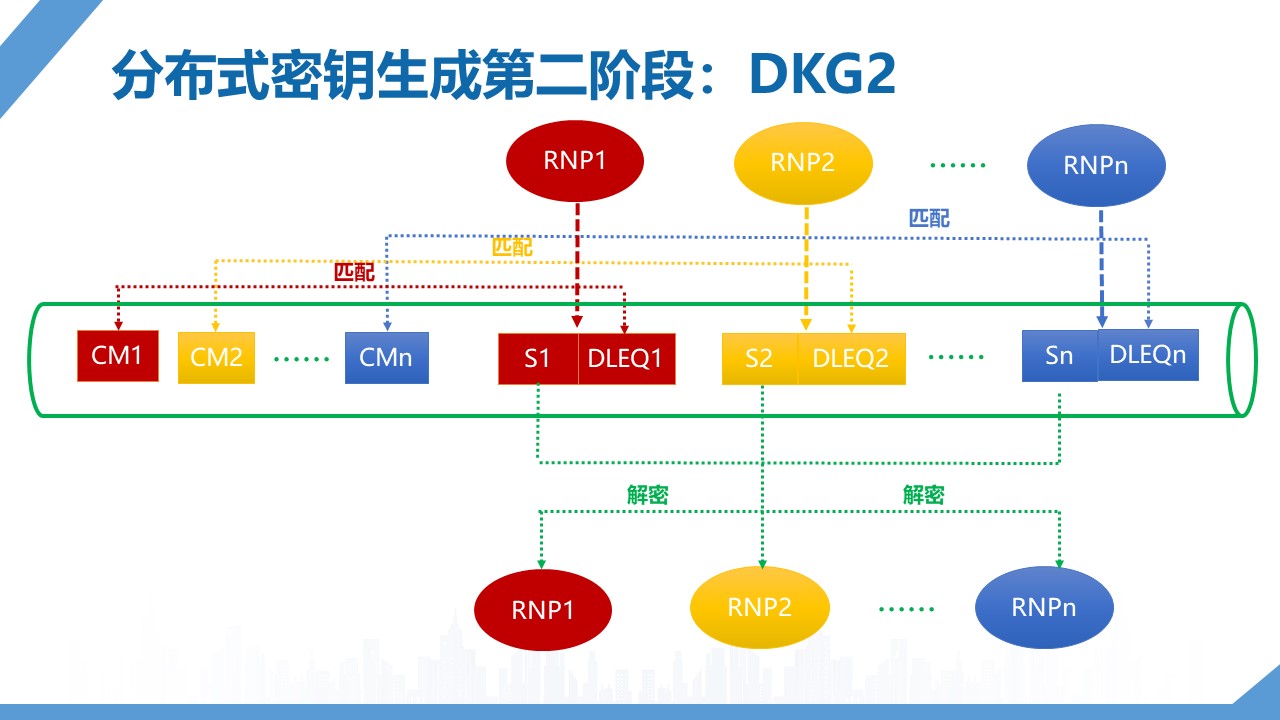 分布式密钥生成第二阶段：DKG2
RNP1
RNP2
······
RNPn
匹配
匹配
匹配
CM1
CM2
······
CMn
S1
DLEQ1
S2
DLEQ2
······
Sn
DLEQn
解密
解密
RNP1
RNP2
······
RNPn